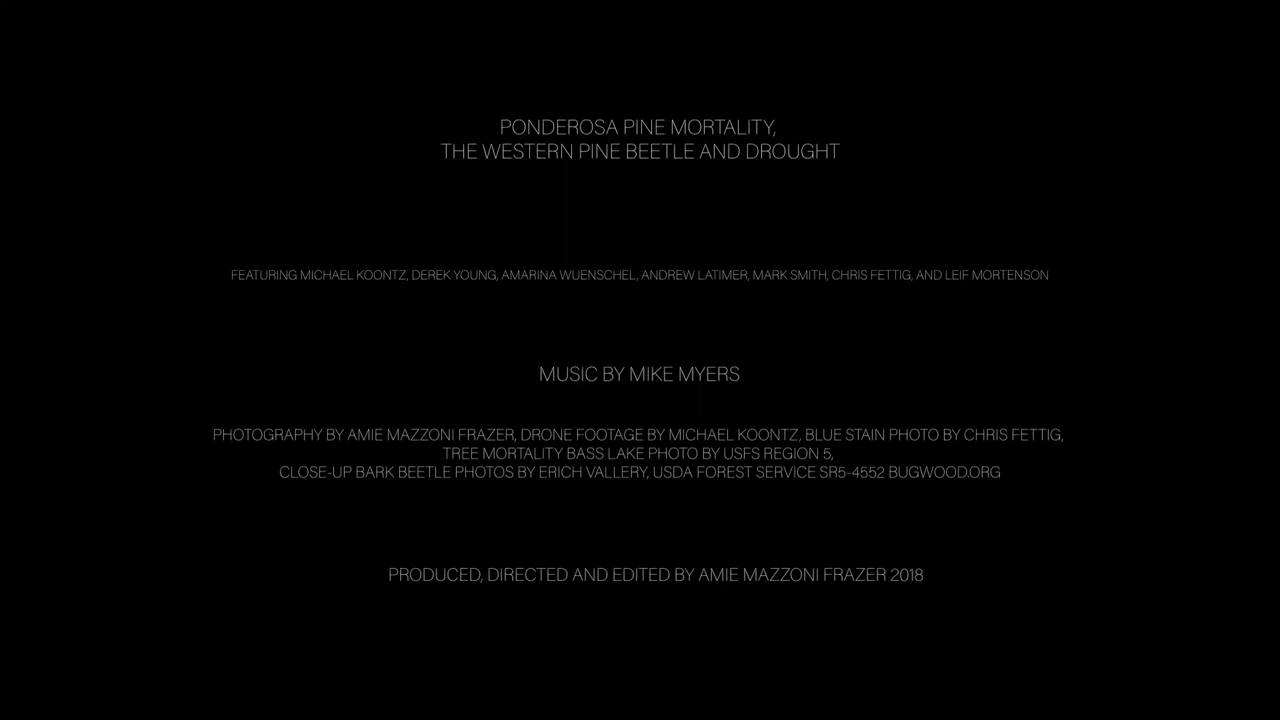 PONDEROSA PINE MORTALITY,
THE WESTERN PINE BEETLE AND DROUGHT
FEATURING MICHAEL KOONTZ, DEREK YOUNG, AMARINA WUENSCHEL, ANDREW LATIMER, MARK SMITH, CHRIS FETTIG, AND LEIF MORTENSON
MUSIC BY MIKE MYERS
PHOTOGRAPHY BY AMIE MAZZONI FRAZER, DRONE FOOTAGE BY MICHAEL KOONTZ, BLUE STAIN PHOTO BY CHRIS FETTIG,
TREE MORTALITY BASS LAKE PHOTO BY USFS REGION 5,
CLOSE-UP BARK BEETLE PHOTOS BY ERICH VALLERY, USDA FOREST SERVICE SR5-4552 BUGWOOD.ORG
PRODUCED, DIRECTED AND EDITED BY AMIE MAZZONI FRAZER 2018